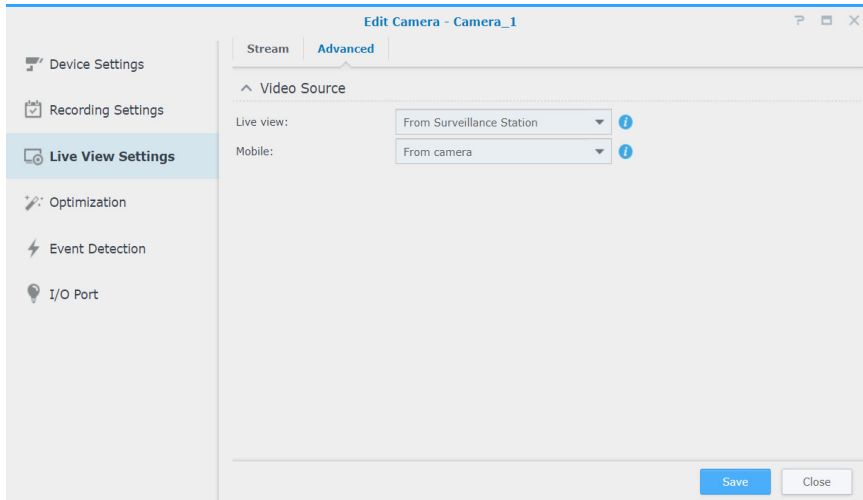 Edit Camera - Camera_1
?
Device Settings
Recording Settings
Live View Settings
Optimization
Event Detection
I/O Port
Stream Advanced
Video Source
Live view: From Surveillance Station i
Mobile: From camera i
Save Close